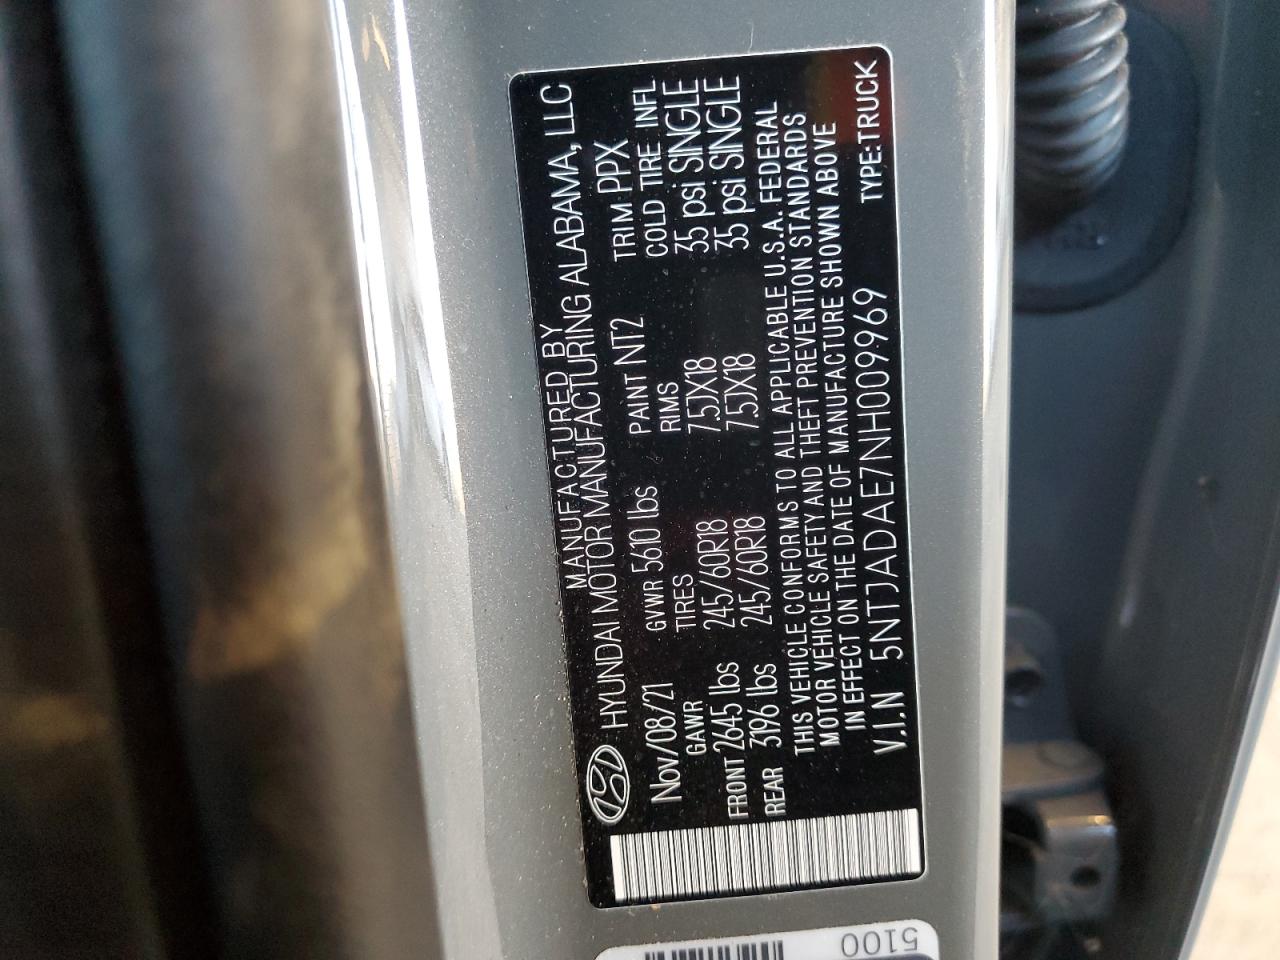 MANUFACTURED BY
HYUNDAI MOTOR MANUFACTURING ALABAMA, LLC
Nov/08/21 GVWR 5610 lbs PAINT NT2 TRIM PPX
GAWR TIRES RIMS COLD TIRE INFL
FRONT 2645 lbs 245/60R18 7.5JX18 35 psi SINGLE
REAR 3196 lbs 245/60R18 7.5JX18 35 psi SINGLE
THIS VEHICLE CONFORMS TO ALL APPLICABLE U.S.A. FEDERAL
MOTOR VEHICLE SAFETY AND THEFT PREVENTION STANDARDS
IN EFFECT ON THE DATE OF MANUFACTURE SHOWN ABOVE
V.I.N 5NTJADAE7NH009969 TYPE:TRUCK
5100